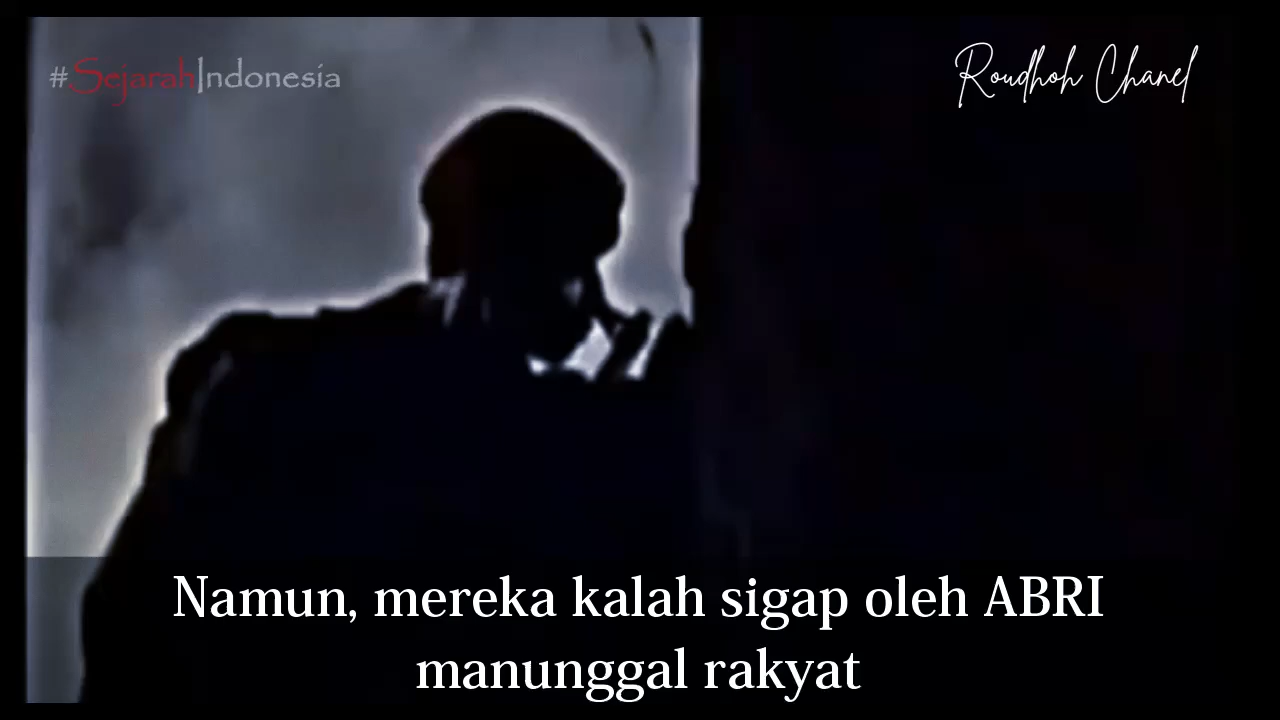 #SejarahIndonesia
Roudhoh Chanel
Namun, mereka kalah sigap oleh ABRI
manunggal rakyat